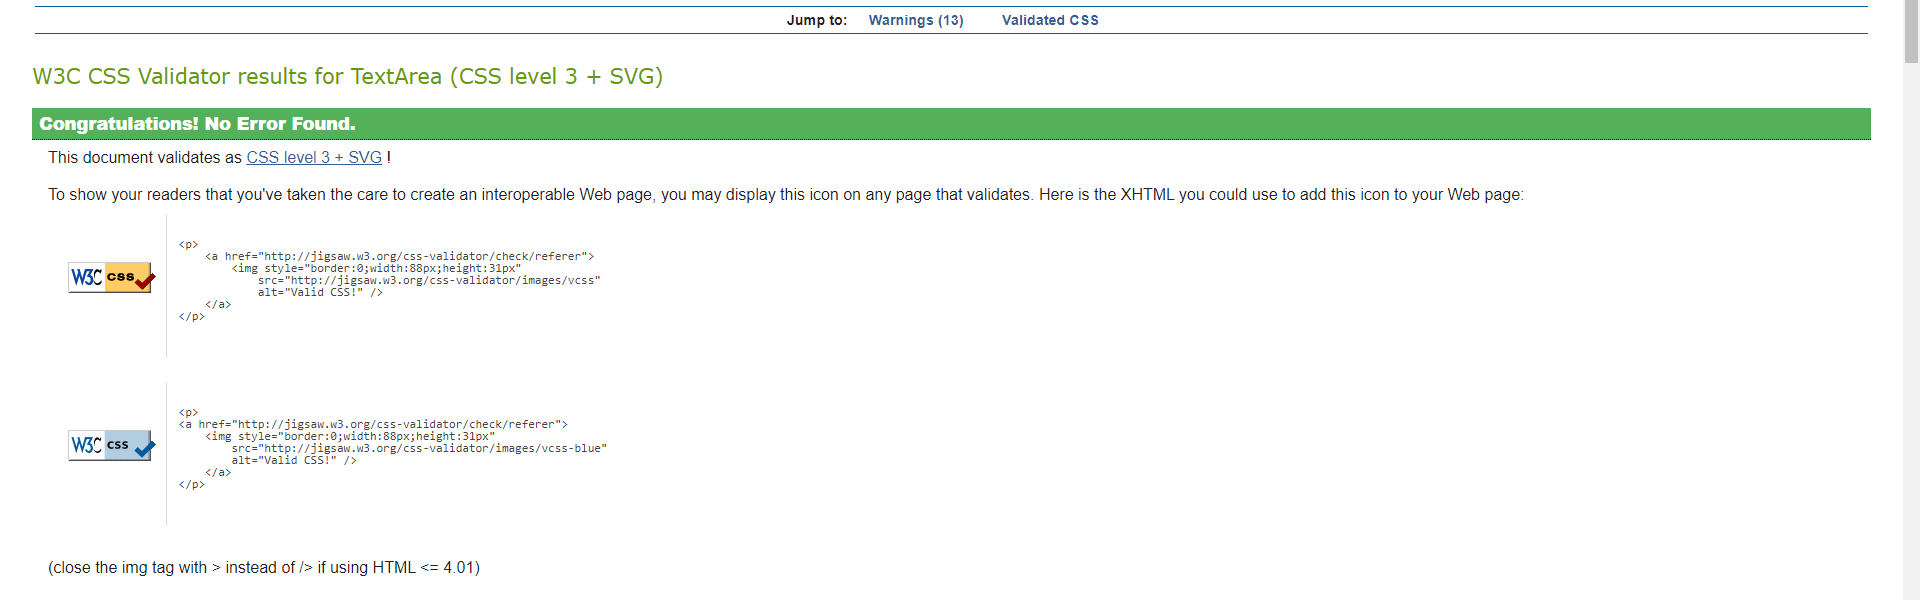 Jump to: Warnings (13) Validated CSS
W3C CSS Validator results for TextArea (CSS level 3 + SVG)
Congratulations! No Error Found.
This document validates as CSS level 3 + SVG !
To show your readers that you've taken the care to create an interoperable Web page, you may display this icon on any page that validates. Here is the XHTML you could use to add this icon to your Web page:
<p>
<a href="http://jigsaw.w3.org/css-validator/check/referer">
<img style="border:0;width:88px;height:31px"
W3C css
src="http://jigsaw.w3.org/css-validator/images/vcss"
alt="Valid CSS!" />
</a>
</p>
<p>
<a href="http://jigsaw.w3.org/css-validator/check/referer">
<img style="border:0;width:88px;height:31px"
W3C css
src="http://jigsaw.w3.org/css-validator/images/vcss-blue"
alt="Valid CSS!" />
</a>
</p>
(close the img tag with > instead of /> if using HTML <= 4.01)